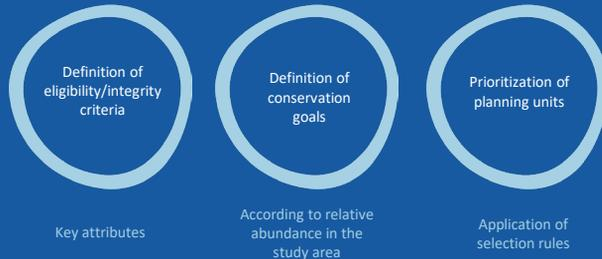 Definition of
eligibility/integrity
criteria
Definition of
conservation
goals
Prioritization of
planning units
Key attributes
According to relative
abundance in the
study area
Application of
selection rules